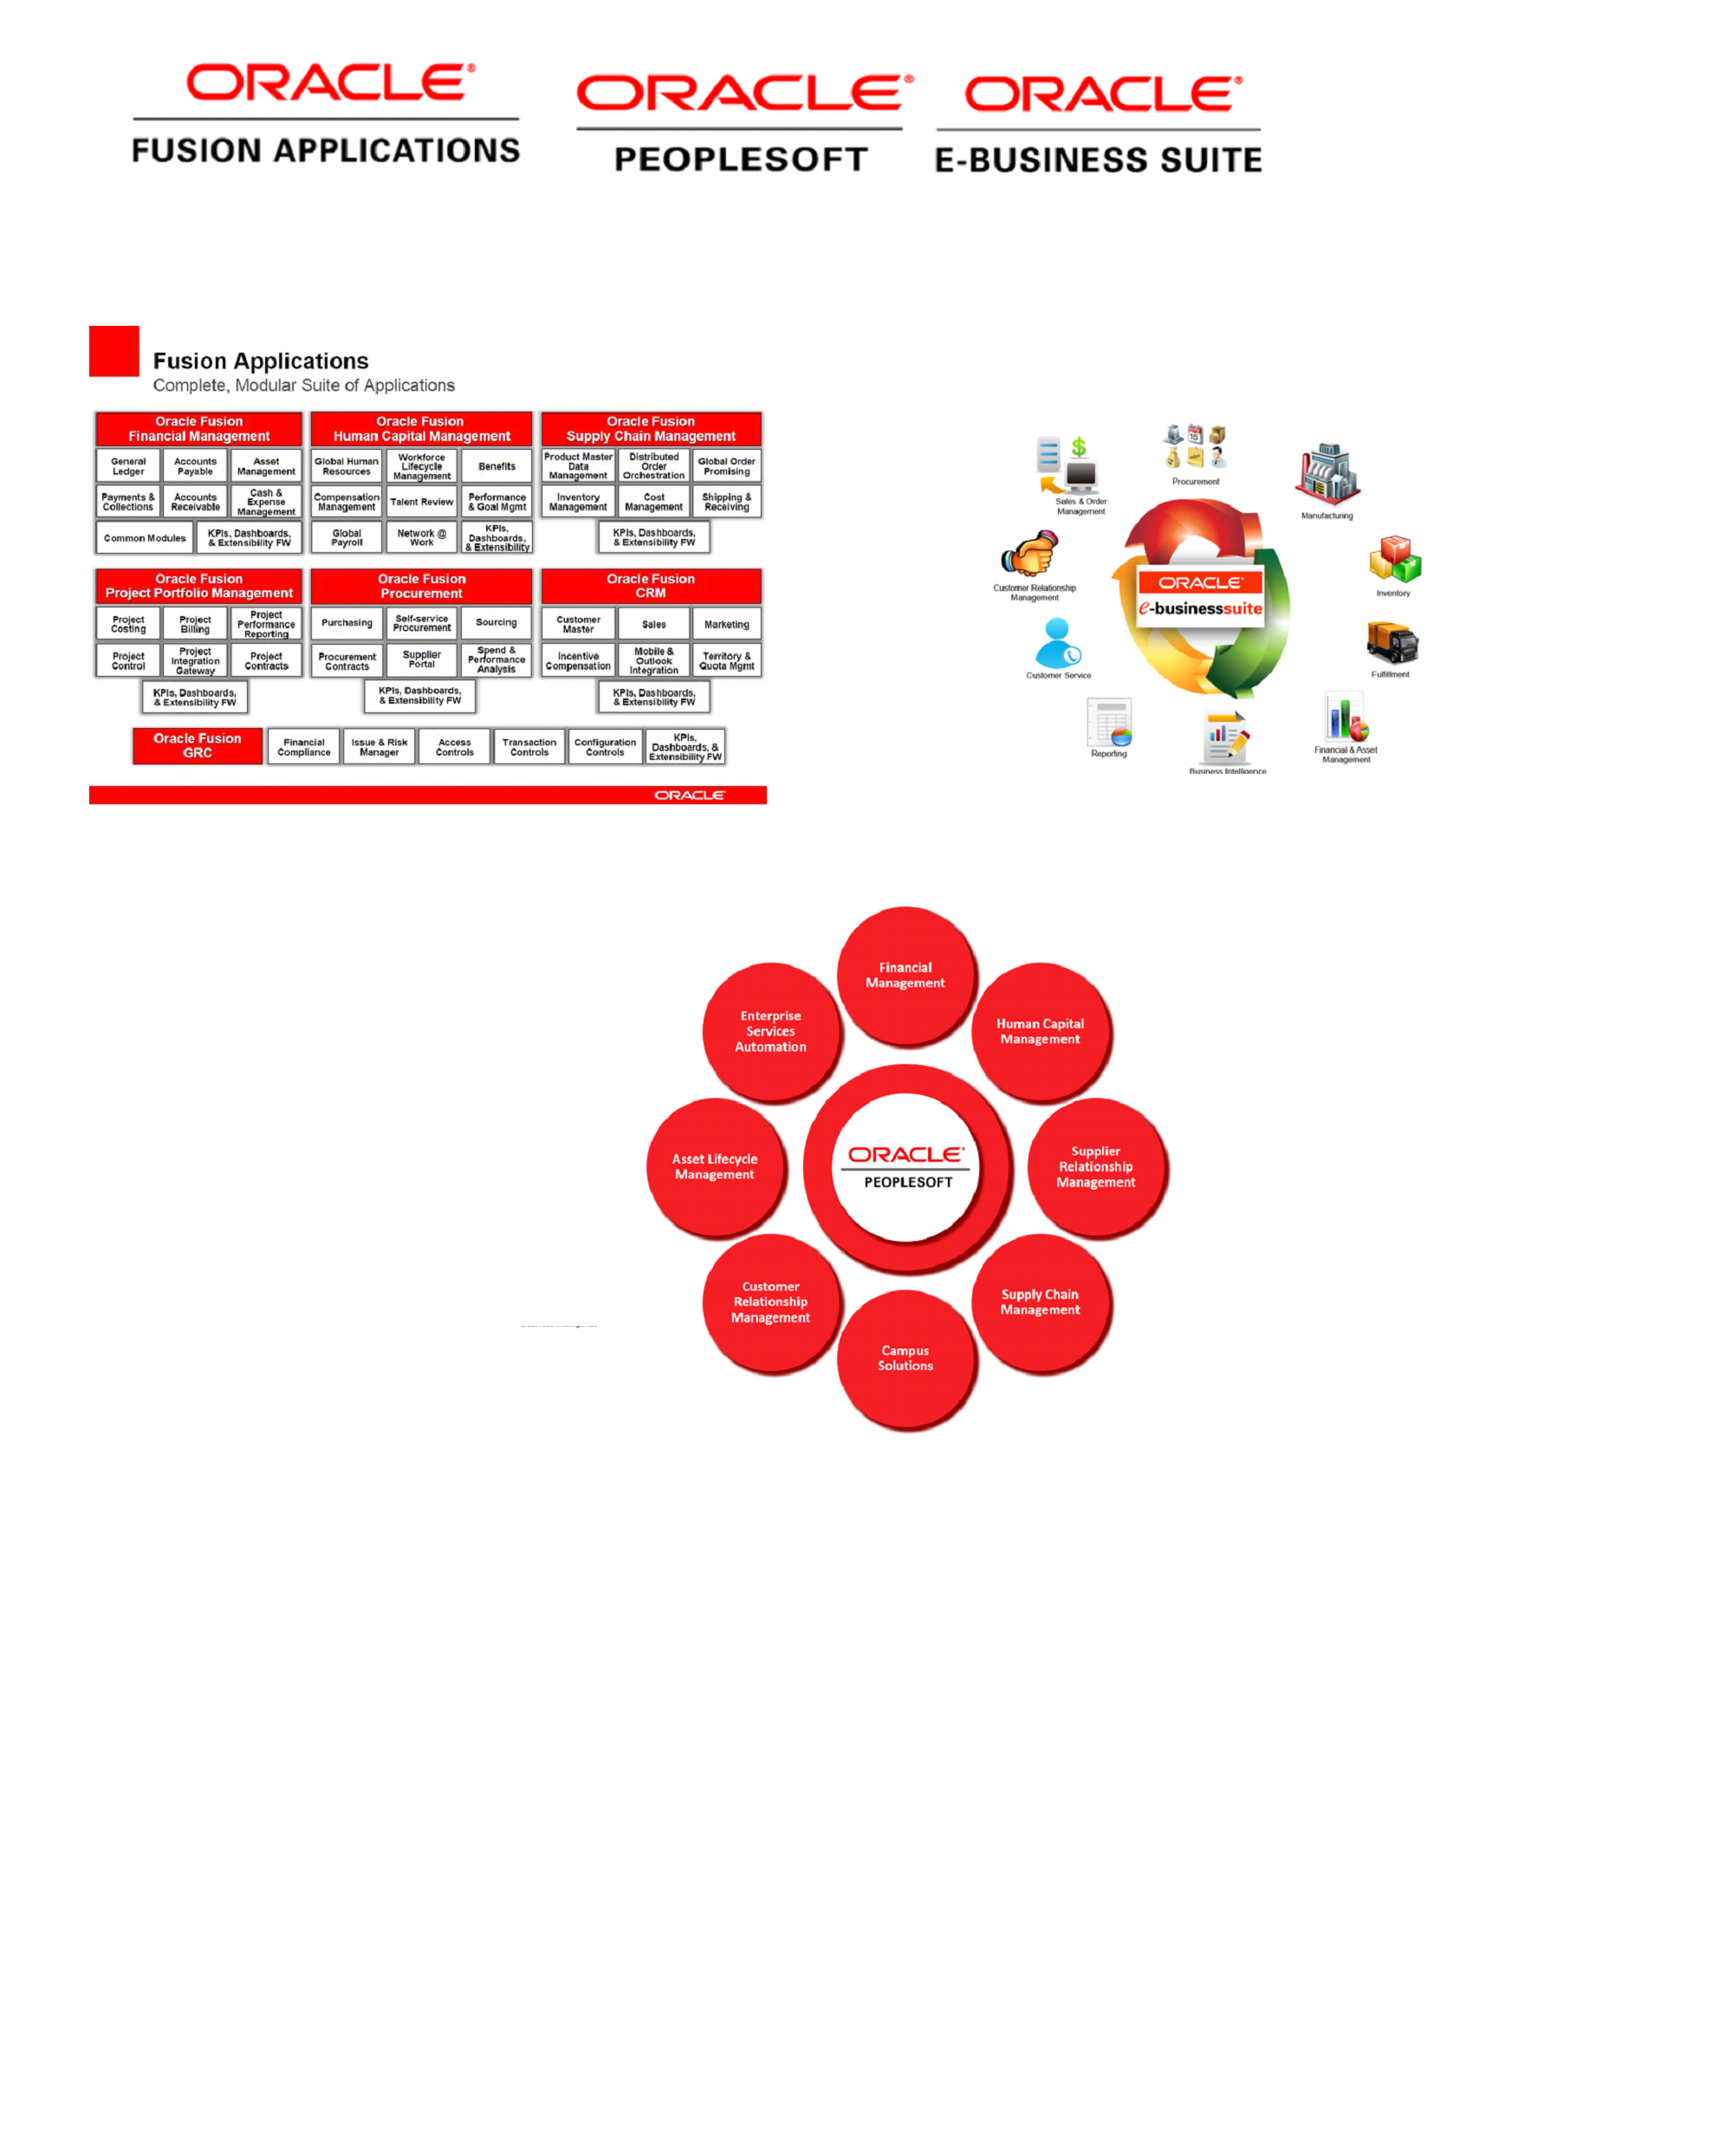 ORACLE®
FUSION APPLICATIONS
ORACLE®
PEOPLESOFT
ORACLE®
E-BUSINESS SUITE
Fusion Applications
Complete, Modular Suite of Applications
Oracle Fusion
Financial Management
General
Ledger
Accounts
Payable
Asset
Management
Payments &
Collections
Accounts
Receivable
Cash &
Expense
Management
Common Modules
KPIs, Dashboards,
& Extensibility FW
Oracle Fusion
Human Capital Management
Global Human
Resources
Workforce
Lifecycle
Management
Benefits
Compensation
Management
Talent Review
Performance
& Goal Mgmt
Global
Payroll
Network @
Work
KPIs,
Dashboards,
& Extensibility
Oracle Fusion
Supply Chain Management
Product Master
Data
Management
Distributed
Order
Orchestration
Global Order
Promising
Inventory
Management
Cost
Management
Shipping &
Receiving
KPIs, Dashboards,
& Extensibility FW
Oracle Fusion
Project Portfolio Management
Project
Costing
Project
Billing
Project
Performance
Reporting
Project
Control
Project
Integration
Gateway
Project
Contracts
KPIs, Dashboards,
& Extensibility FW
Oracle Fusion
Procurement
Purchasing
Self-service
Procurement
Sourcing
Procurement
Contracts
Supplier
Portal
Spend &
Performance
Analysis
KPIs, Dashboards,
& Extensibility FW
Oracle Fusion
CRM
Customer
Master
Sales
Marketing
Incentive
Compensation
Mobile &
Outlook
Integration
Territory &
Quota Mgmt
KPIs, Dashboards,
& Extensibility FW
Oracle Fusion
GRC
Financial
Compliance
Issue & Risk
Manager
Access
Controls
Transaction
Controls
Configuration
Controls
KPIs,
Dashboards, &
Extensibility FW
ORACLE
Procurement
15
Sales & Order
Management
Manufacturing
Customer Relationship
Management
ORACLE
e-businesssuite
Inventory
Customer Service
Fulfillment
Reporting
Business Intelligence
Financial & Asset
Management
Financial
Management
Enterprise
Services
Automation
Human Capital
Management
Asset Lifecycle
Management
ORACLE
PEOPLESOFT
Supplier
Relationship
Management
Customer
Relationship
Management
Supply Chain
Management
Campus
Solutions